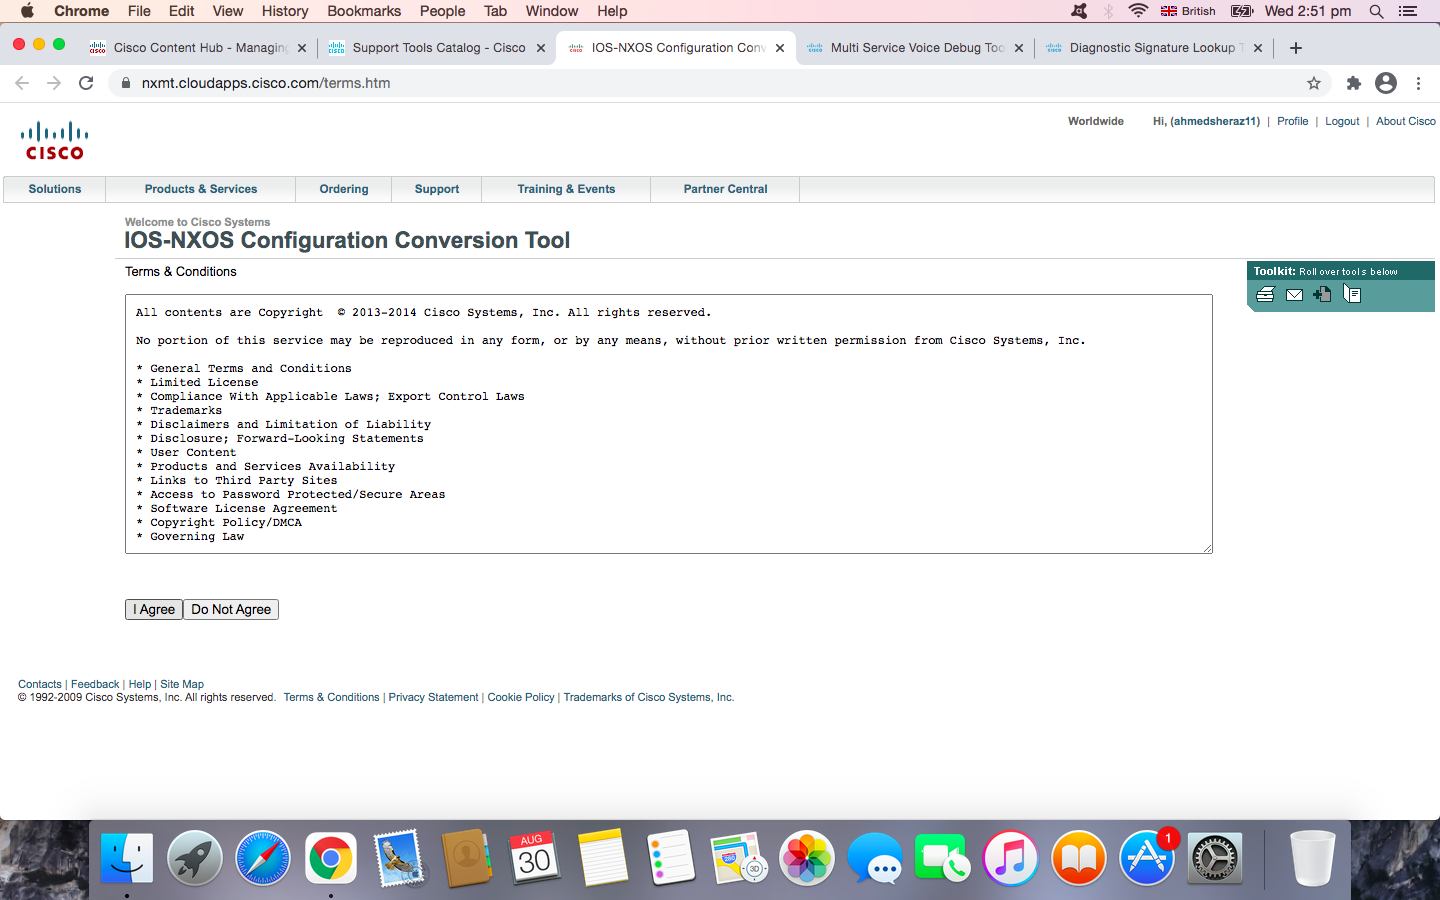 Chrome File Edit View History Bookmarks People Tab Window Help British Wed 2:51 pm
Cisco Content Hub - Managing Support Tools Catalog - Cisco IOS-NXOS Configuration Conv Multi Service Voice Debug Too Diagnostic Signature Lookup T
nxmt.cloudapps.cisco.com/terms.htm
Worldwide Hi, (ahmedsheraz11) | Profile | Logout | About Cisco
CISCO
Solutions Products & Services Ordering Support Training & Events Partner Central
Welcome to Cisco Systems
IOS-NXOS Configuration Conversion Tool
Terms & Conditions
Toolkit: Roll over tools below
All contents are Copyright © 2013-2014 Cisco Systems, Inc. All rights reserved.
No portion of this service may be reproduced in any form, or by any means, without prior written permission from Cisco Systems, Inc.
* General Terms and Conditions
* Limited License
* Compliance With Applicable Laws; Export Control Laws
* Trademarks
* Disclaimers and Limitation of Liability
* Disclosure; Forward-Looking Statements
* User Content
* Products and Services Availability
* Links to Third Party Sites
* Access to Password Protected/Secure Areas
* Software License Agreement
* Copyright Policy/DMCA
* Governing Law
I Agree Do Not Agree
Contacts | Feedback | Help | Site Map
© 1992-2009 Cisco Systems, Inc. All rights reserved. Terms & Conditions | Privacy Statement | Cookie Policy | Trademarks of Cisco Systems, Inc.
AUG
30
280
3D
1